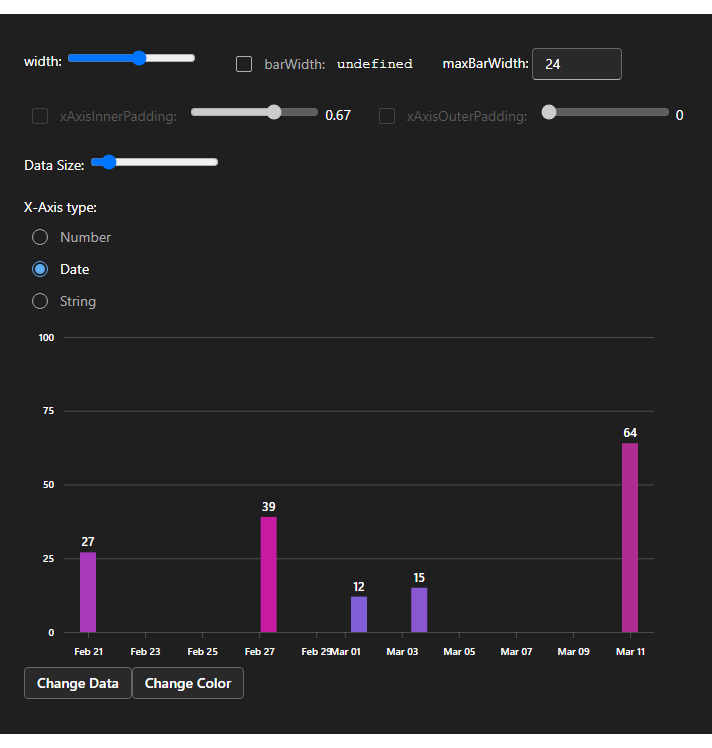 width: barWidth: undefined maxBarWidth: 24
xAxisInnerPadding: 0.67 xAxisOuterPadding: 0
Data Size:
X-Axis type:
Number
Date
String
100
75
64
50
39
27
25
15
12
0
Feb 21 Feb 23 Feb 25 Feb 27 Feb 29Mar 01 Mar 03 Mar 05 Mar 07 Mar 09 Mar 11
Change Data Change Color